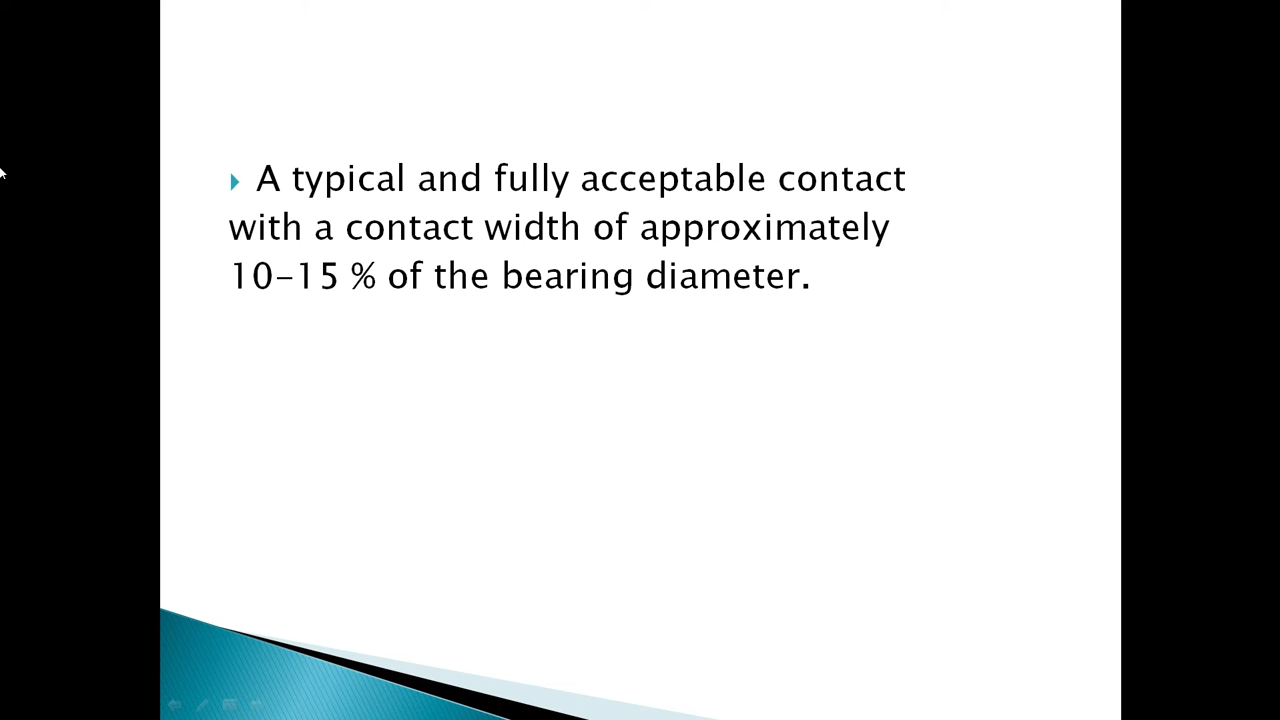 A typical and fully acceptable contact
with a contact width of approximately
10-15 % of the bearing diameter.